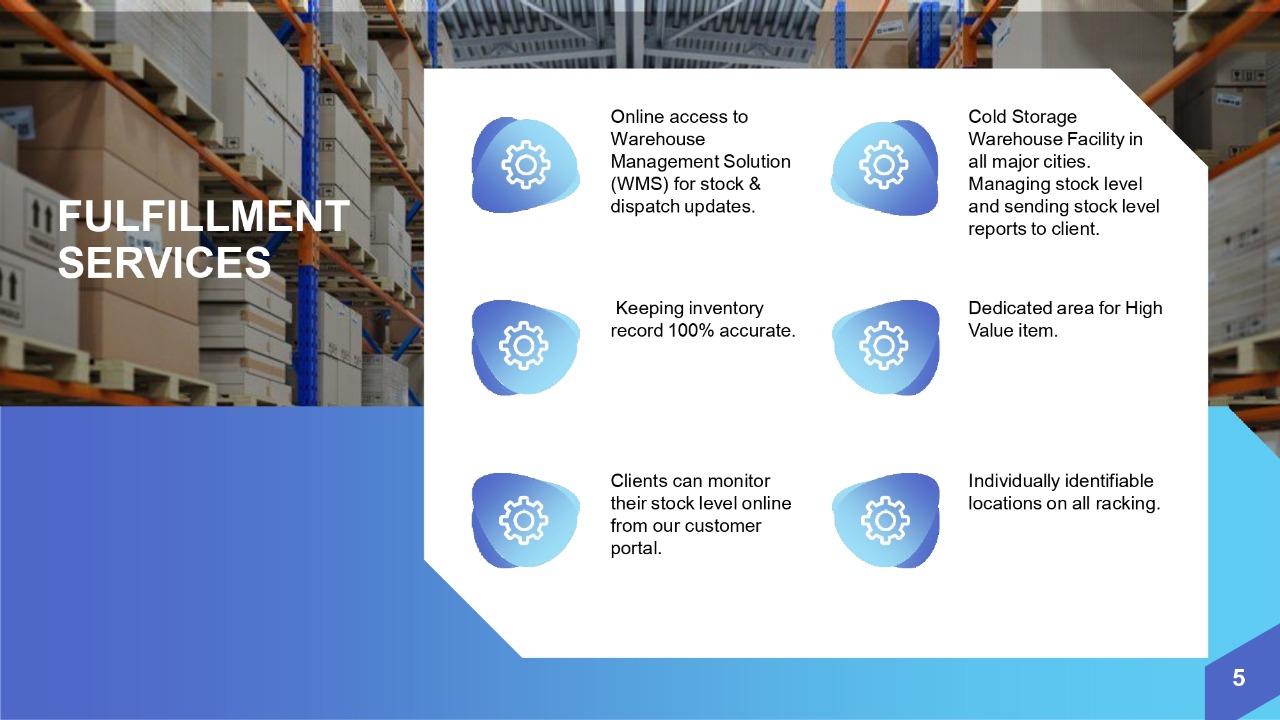 FULFILLMENT
SERVICES
Online access to
Warehouse
Management Solution
(WMS) for stock &
dispatch updates.
Cold Storage
Warehouse Facility in
all major cities.
Managing stock level
and sending stock level
reports to client.
Keeping inventory
record 100% accurate.
Dedicated area for High
Value item.
Clients can monitor
their stock level online
from our customer
portal.
Individually identifiable
locations on all racking.
5